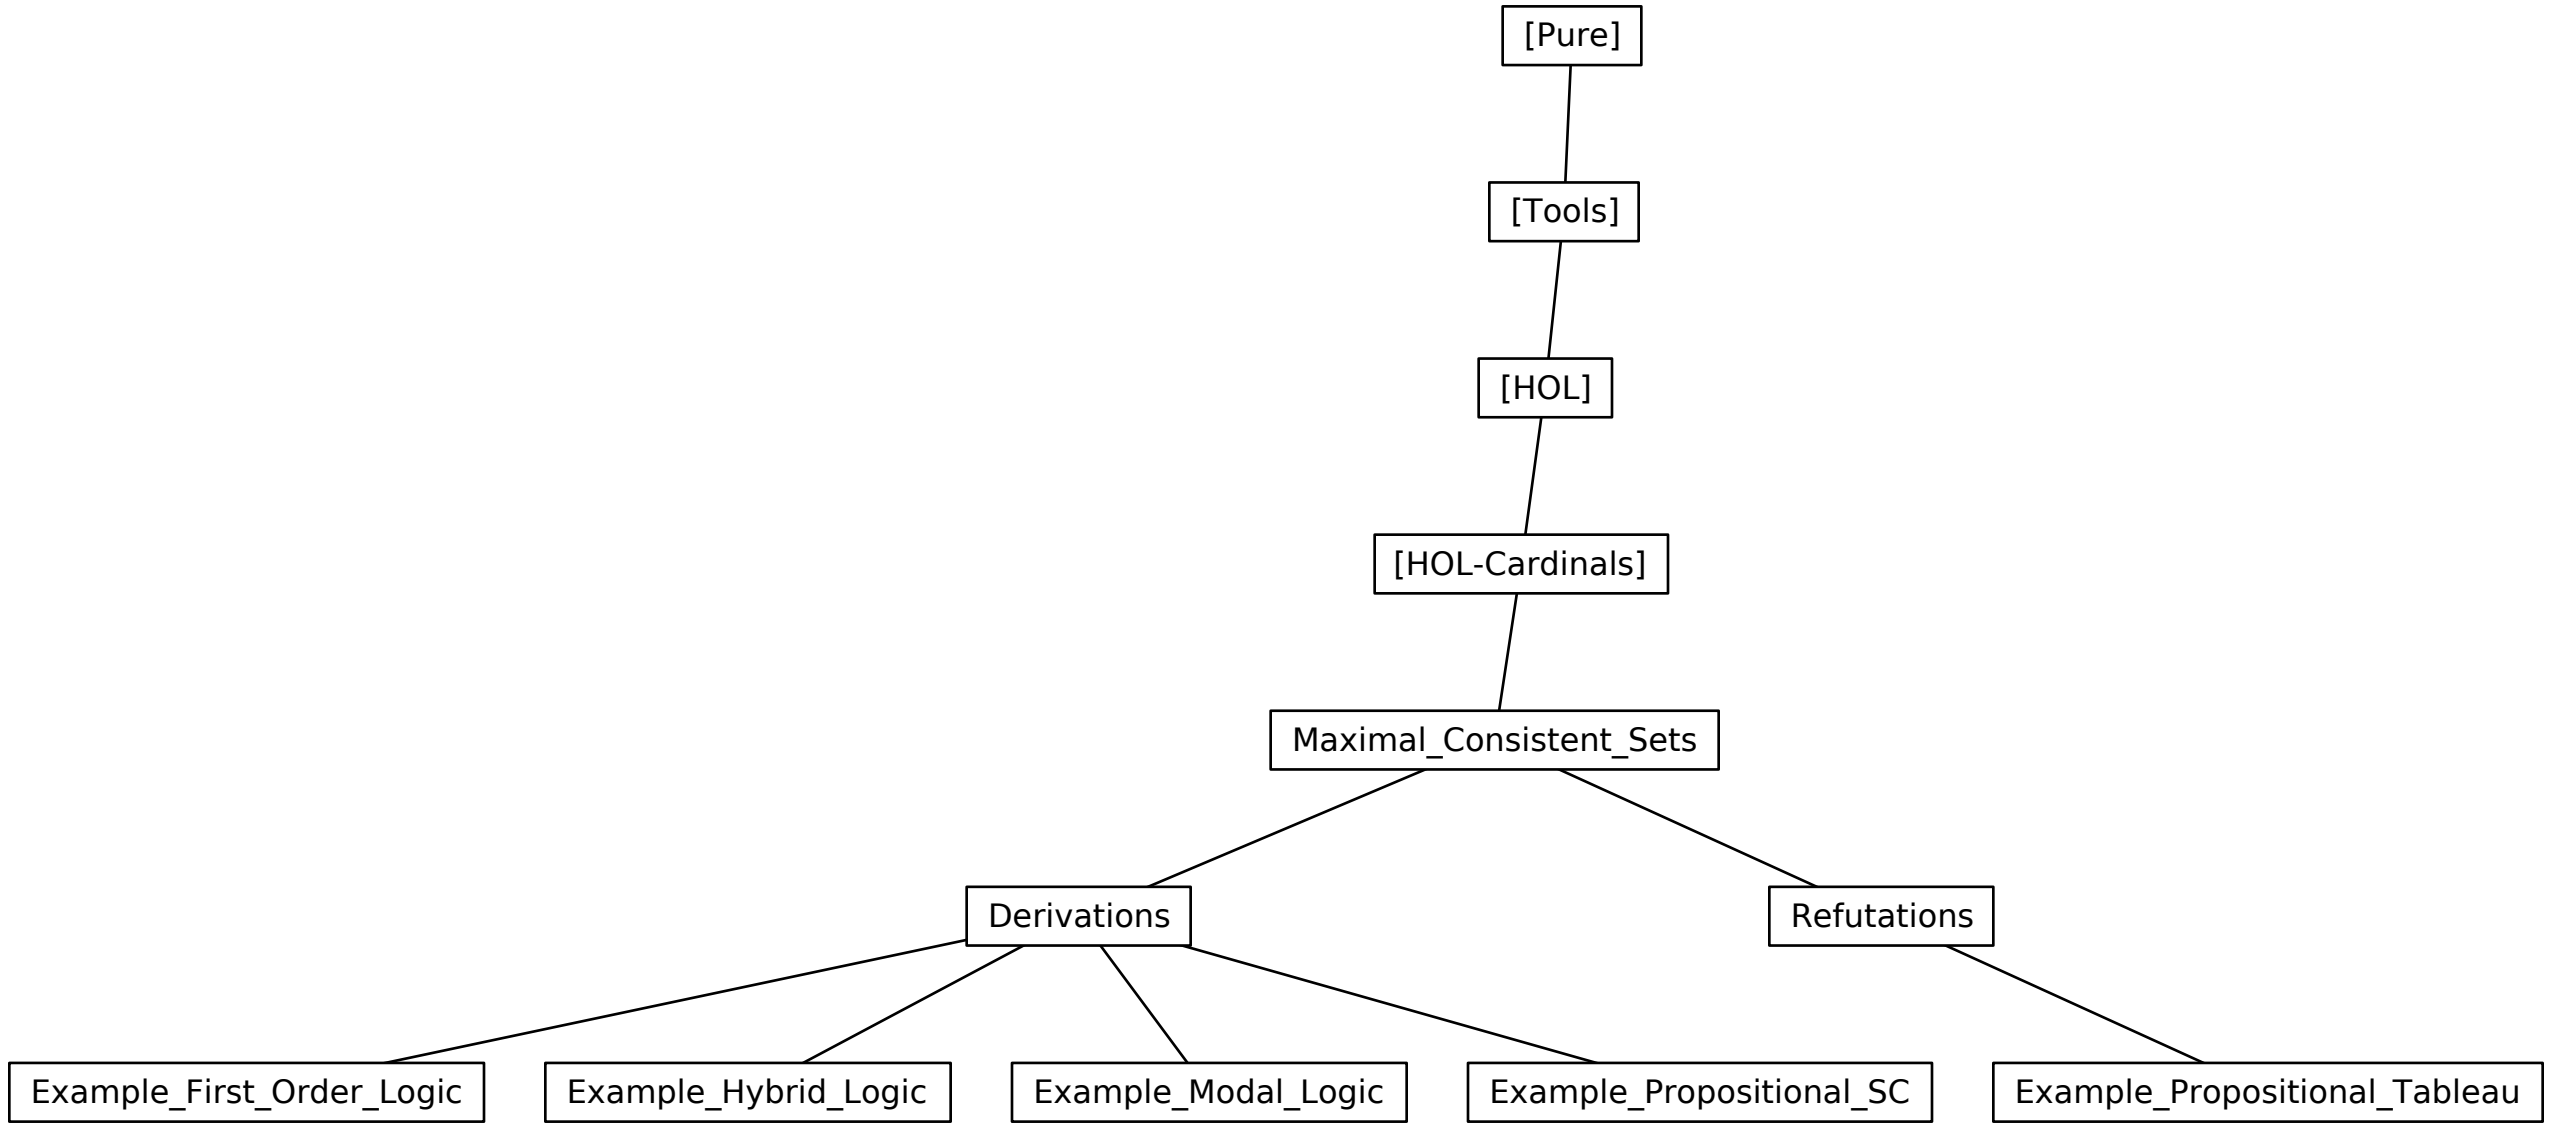 [Pure]
[Tools]
[HOL]
[HOL-Cardinals]
Maximal_Consistent_Sets
Derivations
Refutations
Example_First_Order_Logic
Example_Hybrid_Logic
Example_Modal_Logic
Example_Propositional_SC
Example_Propositional_Tableau